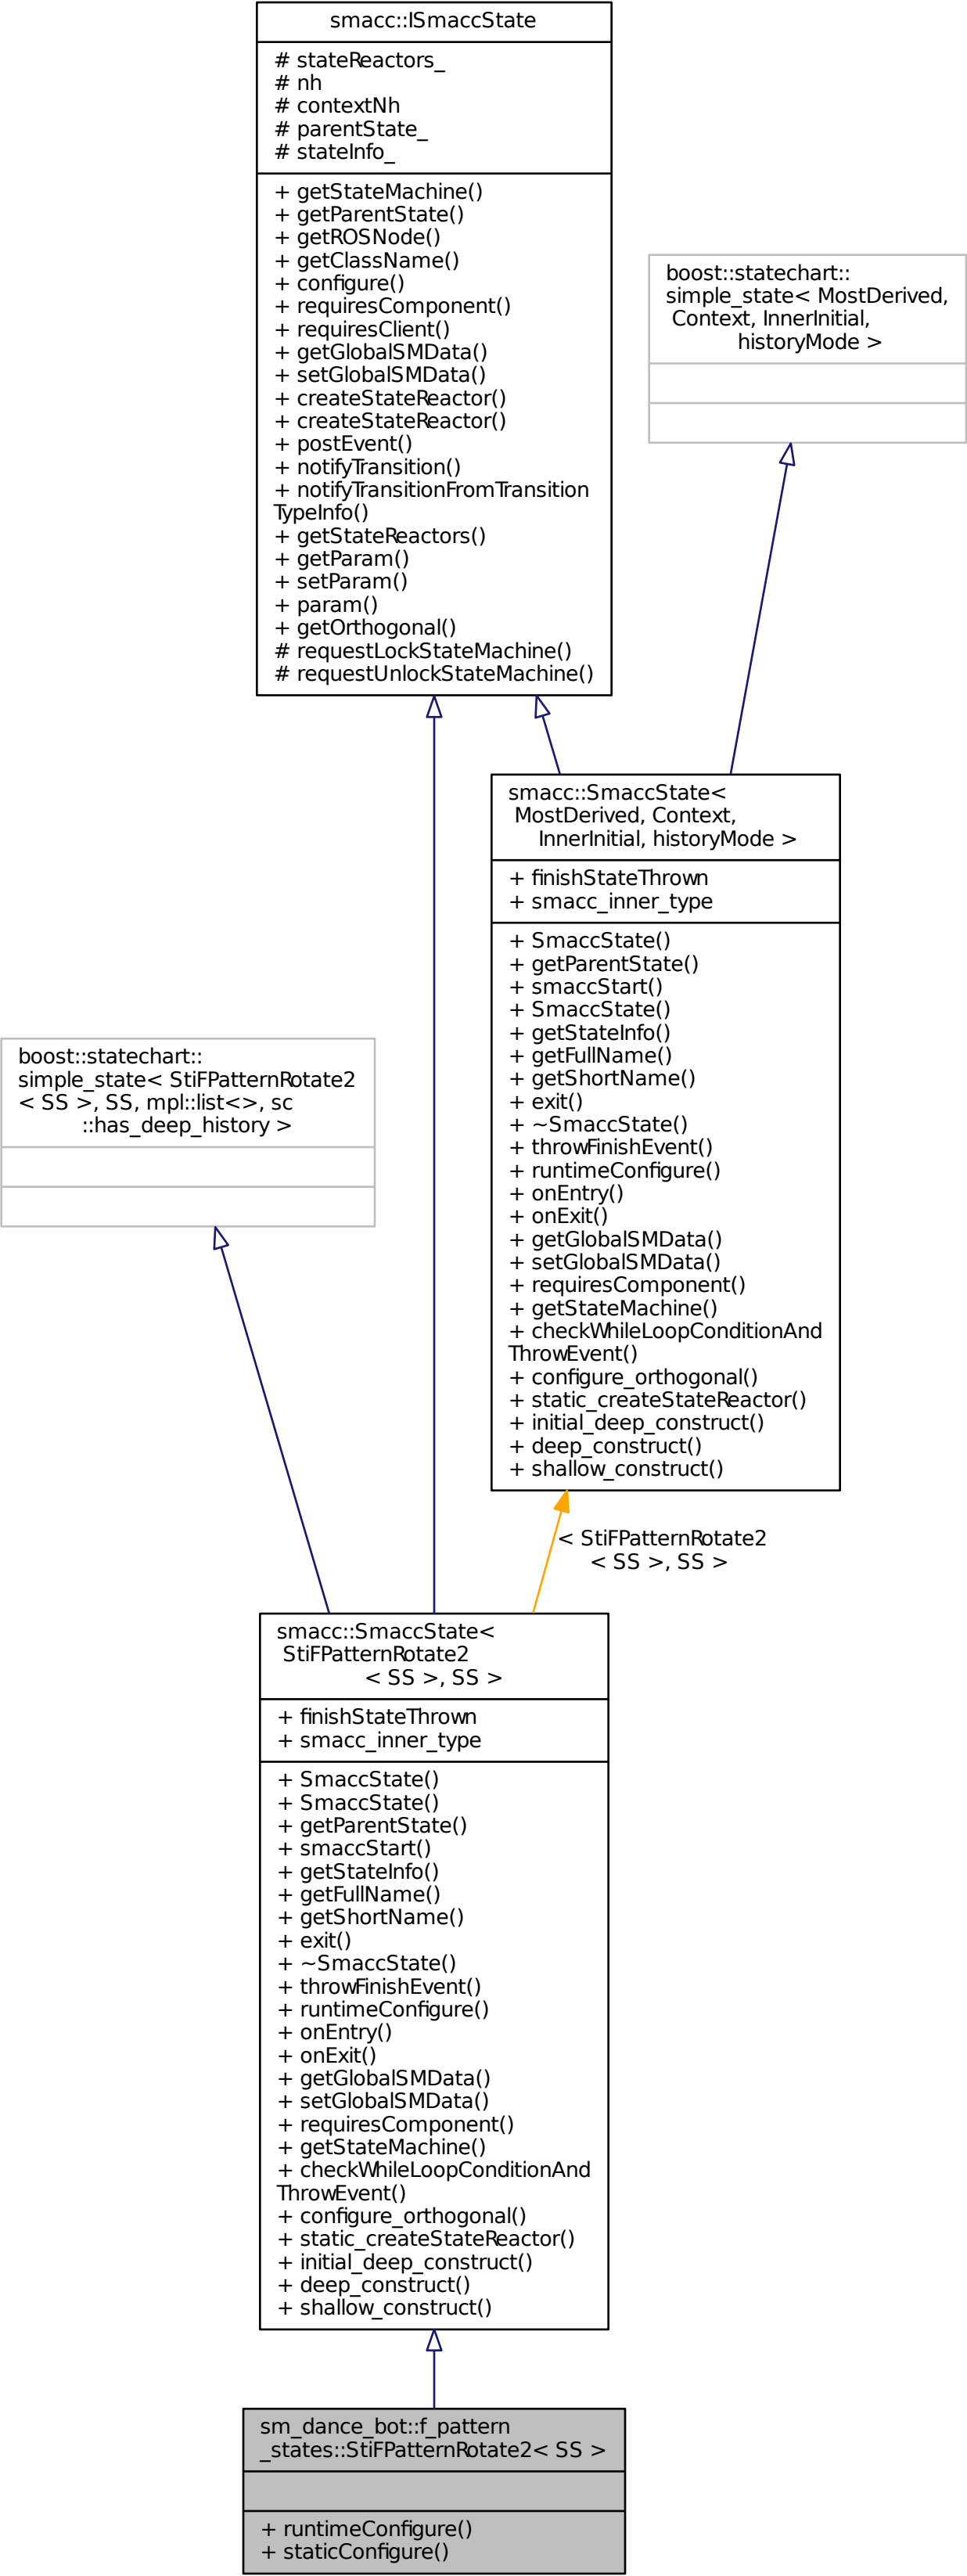 smacc::ISmaccState
# stateReactors_
# nh
# contextNh
# parentState_
# stateInfo_
+ getStateMachine()
+ getParentState()
+ getROSNode()
+ getClassName()
+ configure()
+ requiresComponent()
+ requiresClient()
+ getGlobalSMData()
+ setGlobalSMData()
+ createStateReactor()
+ createStateReactor()
+ postEvent()
+ notifyTransition()
+ notifyTransitionFromTransition
TypeInfo()
+ getStateReactors()
+ getParam()
+ setParam()
+ param()
+ getOrthogonal()
# requestLockStateMachine()
# requestUnlockStateMachine()
boost::statechart::
simple_state< MostDerived,
Context, InnerInitial,
historyMode >
smacc::SmaccState<
MostDerived, Context,
InnerInitial, historyMode >
+ finishStateThrown
+ smacc_inner_type
+ SmaccState()
+ getParentState()
+ smaccStart()
+ SmaccState()
+ getStateInfo()
+ getFullName()
+ getShortName()
+ exit()
+ ~SmaccState()
+ throwFinishEvent()
+ runtimeConfigure()
+ onEntry()
+ onExit()
+ getGlobalSMData()
+ setGlobalSMData()
+ requiresComponent()
+ getStateMachine()
+ checkWhileLoopConditionAnd
ThrowEvent()
+ configure_orthogonal()
+ static_createStateReactor()
+ initial_deep_construct()
+ deep_construct()
+ shallow_construct()
boost::statechart::
simple_state< StiFPatternRotate2
< SS >, SS, mpl::list<>, sc
::has_deep_history >
< StiFPatternRotate2
< SS >, SS >
smacc::SmaccState<
StiFPatternRotate2
< SS >, SS >
+ finishStateThrown
+ smacc_inner_type
+ SmaccState()
+ SmaccState()
+ getParentState()
+ smaccStart()
+ getStateInfo()
+ getFullName()
+ getShortName()
+ exit()
+ ~SmaccState()
+ throwFinishEvent()
+ runtimeConfigure()
+ onEntry()
+ onExit()
+ getGlobalSMData()
+ setGlobalSMData()
+ requiresComponent()
+ getStateMachine()
+ checkWhileLoopConditionAnd
ThrowEvent()
+ configure_orthogonal()
+ static_createStateReactor()
+ initial_deep_construct()
+ deep_construct()
+ shallow_construct()
sm_dance_bot::f_pattern
_states::StiFPatternRotate2< SS >
+ runtimeConfigure()
+ staticConfigure()